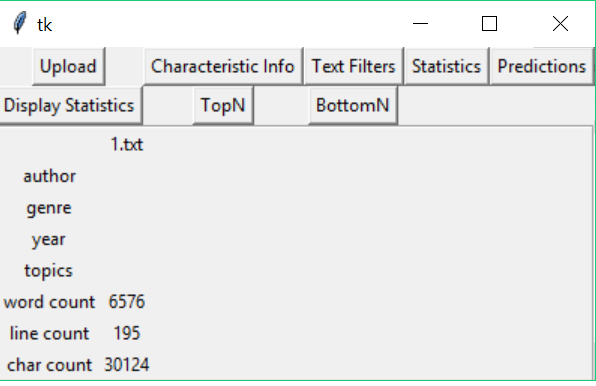 tk
Upload Characteristic Info Text Filters Statistics Predictions
Display Statistics TopN BottomN
1.txt
author
genre
year
topics
word count 6576
line count 195
char count 30124